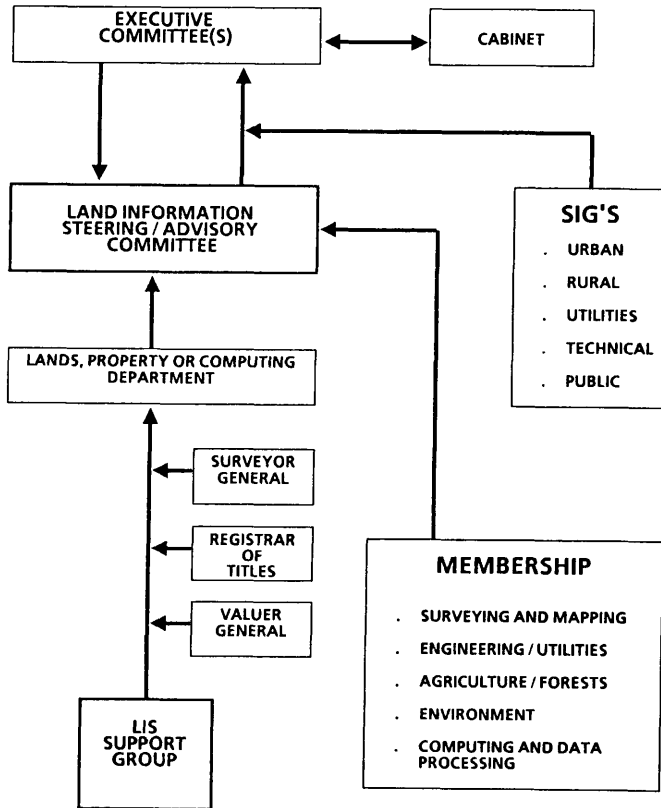 EXECUTIVE
COMMITTEE(S)
CABINET
LAND INFORMATION
STEERING / ADVISORY
COMMITTEE
SIG'S
. URBAN
. RURAL
. UTILITIES
. TECHNICAL
. PUBLIC
LANDS, PROPERTY OR COMPUTING
DEPARTMENT
SURVEYOR
GENERAL
REGISTRAR
OF
TITLES
VALUER
GENERAL
LIS
SUPPORT
GROUP
MEMBERSHIP
. SURVEYING AND MAPPING
. ENGINEERING / UTILITIES
. AGRICULTURE / FORESTS
. ENVIRONMENT
. COMPUTING AND DATA
PROCESSING